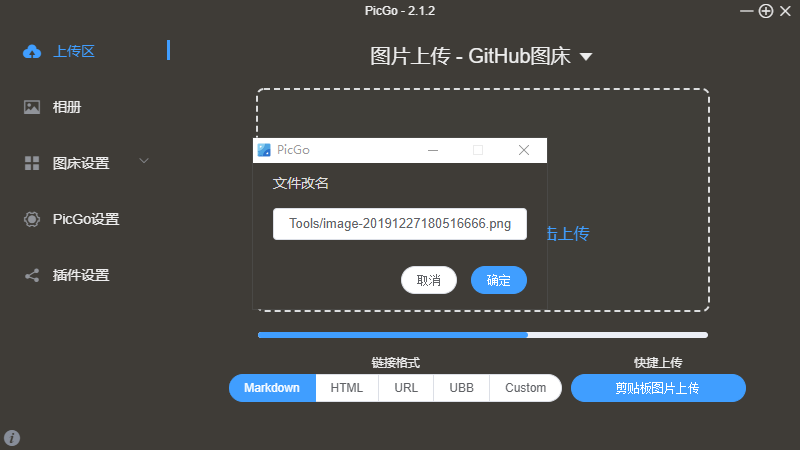 PicGo - 2.1.2
上传区
相册
图床设置
PicGo设置
插件设置
图片上传 - GitHub图床
PicGo
文件改名
Tools/image-20191227180516666.png
击上传
取消
确定
链接格式
快捷上传
Markdown
HTML
URL
UBB
Custom
剪贴板图片上传